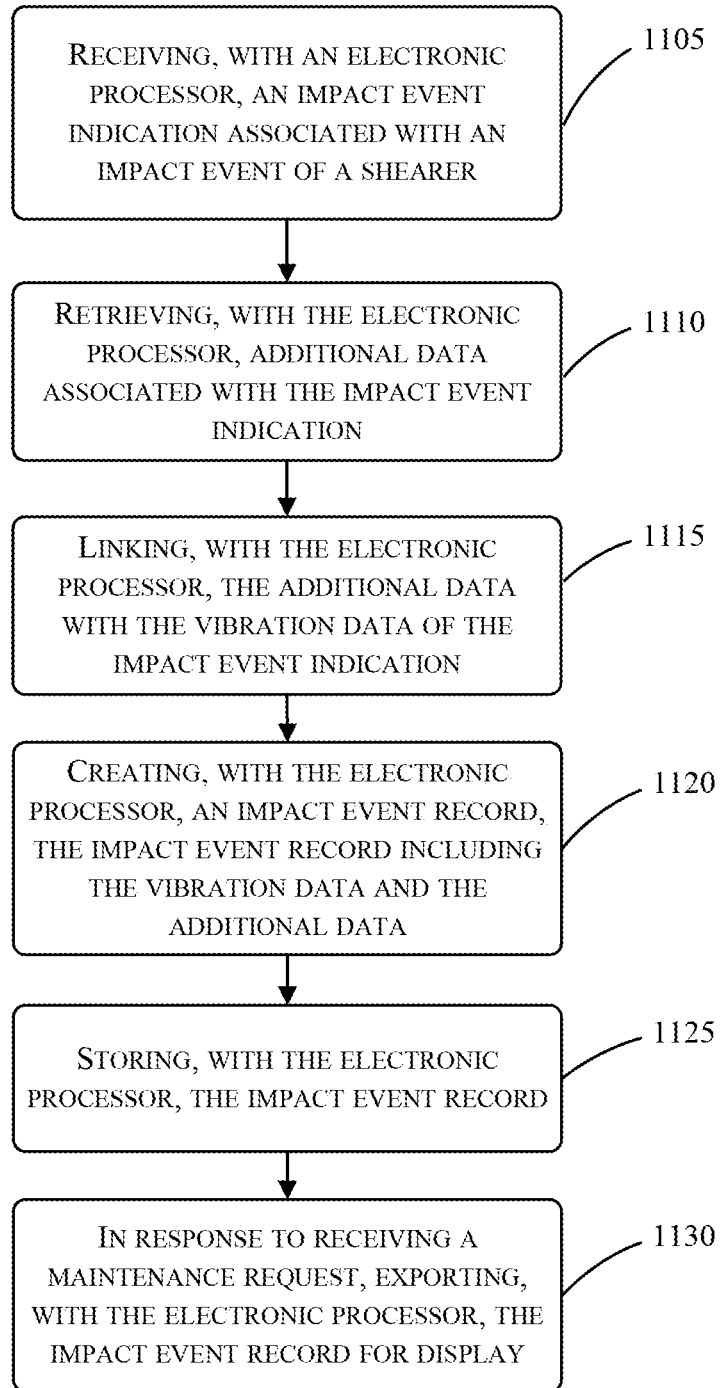 RECEIVING, WITH AN ELECTRONIC
PROCESSOR, AN IMPACT EVENT
INDICATION ASSOCIATED WITH AN
IMPACT EVENT OF A SHEARER
1105
RETRIEVING, WITH THE ELECTRONIC
PROCESSOR, ADDITIONAL DATA
ASSOCIATED WITH THE IMPACT EVENT
INDICATION
1110
LINKING, WITH THE ELECTRONIC
PROCESSOR, THE ADDITIONAL DATA
WITH THE VIBRATION DATA OF THE
IMPACT EVENT INDICATION
1115
CREATING, WITH THE ELECTRONIC
PROCESSOR, AN IMPACT EVENT RECORD,
THE IMPACT EVENT RECORD INCLUDING
THE VIBRATION DATA AND THE
ADDITIONAL DATA
1120
STORING, WITH THE ELECTRONIC
PROCESSOR, THE IMPACT EVENT RECORD
1125
IN RESPONSE TO RECEIVING A
MAINTENANCE REQUEST, EXPORTING,
WITH THE ELECTRONIC PROCESSOR, THE
IMPACT EVENT RECORD FOR DISPLAY
1130